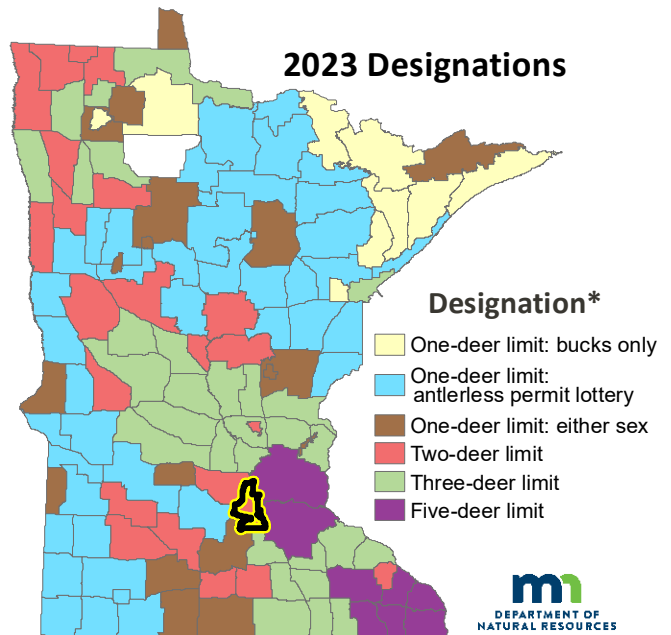 2023 Designations
Designation*
One-deer limit: bucks only
One-deer limit:
antlerless permit lottery
One-deer limit: either sex
Two-deer limit
Three-deer limit
Five-deer limit
mn
DEPARTMENT OF
NATURAL RESOURCES